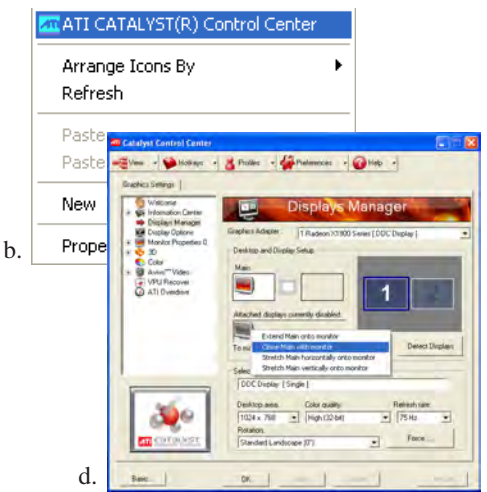 ATI CATALYST(R) Control Center
Arrange Icons By
Refresh
Paste
Paste
New
Prope
b.
Catalyst Control Center
View Hotkeys Profiles Preferences Help
Graphics Settings
Welcome
Information Center
Displays Manager
Display Options
Monitor Properties 0
3D
Color
Avivo™ Video
VPU Recover
ATI Overdrive
Displays Manager
Graphics Adapter
1.Radeon X1900 Series [ DDC Display ]
Desktop and Display Setup
Main
1 2
Attached displays currently disabled:
Extend Main onto monitor
Clone Main with monitor
Stretch Main horizontally onto monitor
Stretch Main vertically onto monitor
Detect Displays
DDC Display [ Single ]
Desktop area: Color quality: Refresh rate:
1024 x 768 High (32-bit) 75 Hz
Rotation:
Standard Landscape (0°) Force ...
ATI CATALYST
d.
Basic... OK